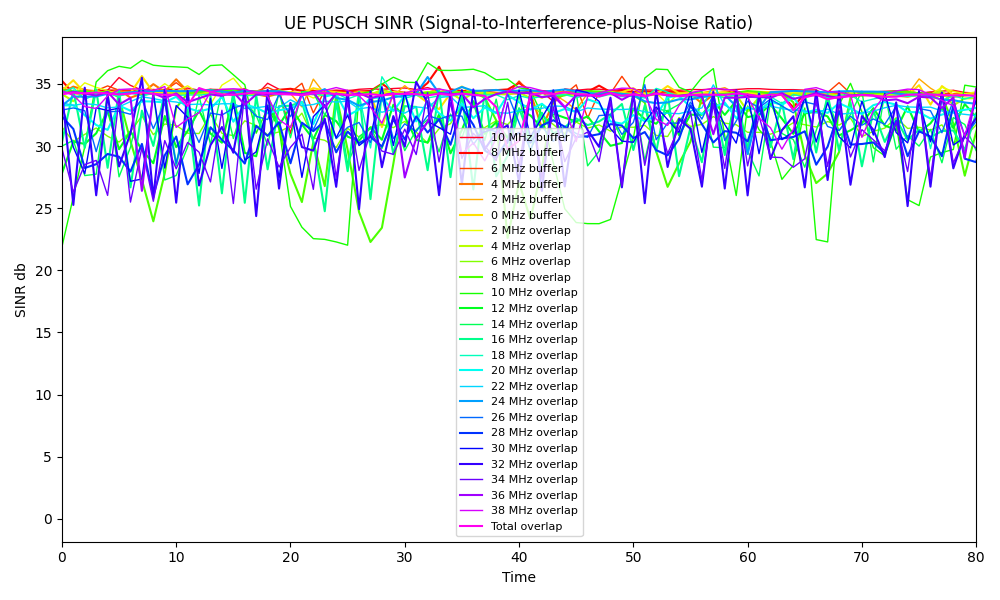 UE PUSCH SINR (Signal-to-Interference-plus-Noise Ratio)
SINR db
35
30
25
20
15
10
5
0
10 MHz buffer
8 MHz buffer
6 MHz buffer
4 MHz buffer
2 MHz buffer
0 MHz buffer
2 MHz overlap
4 MHz overlap
6 MHz overlap
8 MHz overlap
10 MHz overlap
12 MHz overlap
14 MHz overlap
16 MHz overlap
18 MHz overlap
20 MHz overlap
22 MHz overlap
24 MHz overlap
26 MHz overlap
28 MHz overlap
30 MHz overlap
32 MHz overlap
34 MHz overlap
36 MHz overlap
38 MHz overlap
Total overlap
0 10 20 30 40 50 60 70 80
Time